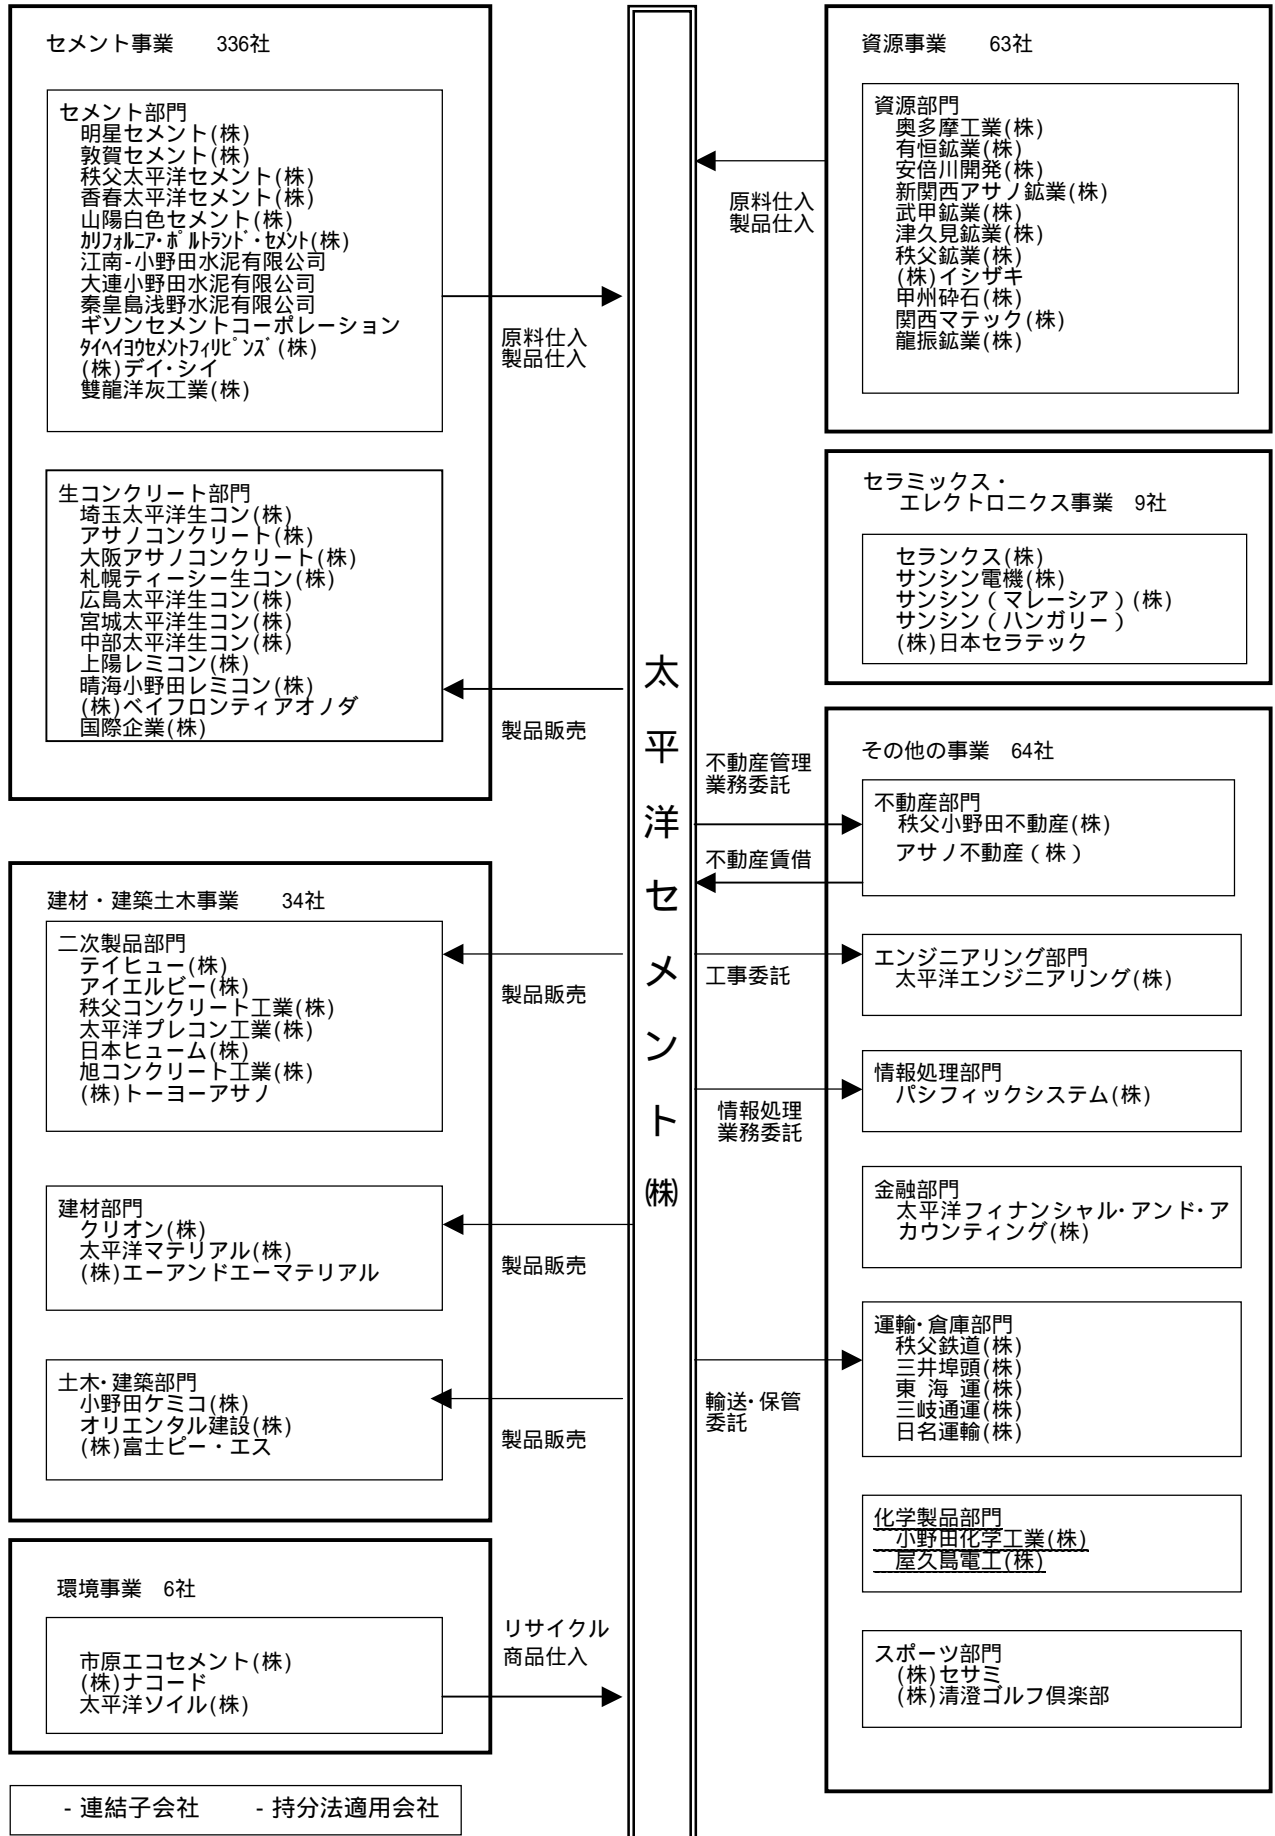 セメント事業　336社
セメント部門
明星セメント(株)
敦賀セメント(株)
秩父太平洋セメント(株)
香春太平洋セメント(株)
山陽白色セメント(株)
ｶﾘﾌｫﾙﾆｱ･ﾎﾟﾙﾄﾗﾝﾄﾞ･ｾﾒﾝﾄ(株)
江南-小野田水泥有限公司
大連小野田水泥有限公司
秦皇島浅野水泥有限公司
ギソンセメントコーポレーション
ﾀｲﾍｲﾖｳｾﾒﾝﾄﾌｨﾘﾋﾟﾝｽﾞ(株)
(株)デイ・シイ
雙龍洋灰工業(株)
原料仕入
製品仕入
生コンクリート部門
埼玉太平洋生コン(株)
アサノコンクリート(株)
大阪アサノコンクリート(株)
札幌ティーシー生コン(株)
広島太平洋生コン(株)
宮城太平洋生コン(株)
中部太平洋生コン(株)
上陽レミコン(株)
晴海小野田レミコン(株)
(株)ベイフロンティアオノダ
国際企業(株)
製品販売
建材・建築土木事業　34社
二次製品部門
テイヒュー(株)
アイエルビー(株)
秩父コンクリート工業(株)
太平洋プレコン工業(株)
日本ヒューム(株)
旭コンクリート工業(株)
(株)トーヨーアサノ
製品販売
建材部門
クリオン(株)
太平洋マテリアル(株)
(株)エーアンドエーマテリアル
製品販売
土木・建築部門
小野田ケミコ(株)
オリエンタル建設(株)
(株)富士ピー・エス
製品販売
環境事業　6社
市原エコセメント(株)
(株)ナコード
太平洋ソイル(株)
リサイクル
商品仕入
- 連結子会社　- 持分法適用会社
太平洋セメント㈱
資源事業　63社
資源部門
奥多摩工業(株)
有恒鉱業(株)
安倍川開発(株)
新関西アサノ鉱業(株)
武甲鉱業(株)
津久見鉱業(株)
秩父鉱業(株)
(株)イシザキ
甲州砕石(株)
関西マテック(株)
龍振鉱業(株)
原料仕入
製品仕入
セラミックス・
エレクトロニクス事業　9社
セランクス(株)
サンシン電機(株)
サンシン（マレーシア）(株)
サンシン（ハンガリー）
(株)日本セラテック
その他の事業　64社
不動産管理
業務委託
不動産部門
秩父小野田不動産(株)
アサノ不動産（株）
不動産賃借
エンジニアリング部門
太平洋エンジニアリング(株)
工事委託
情報処理部門
パシフィックシステム(株)
情報処理
業務委託
金融部門
太平洋フィナンシャル・アンド・ア
カウンティング(株)
運輸・倉庫部門
秩父鉄道(株)
三井埠頭(株)
東 海 運(株)
三岐通運(株)
日名運輸(株)
輸送・保管
委託
化学製品部門
小野田化学工業(株)
屋久島電工(株)
スポーツ部門
(株)セサミ
(株)清澄ゴルフ倶楽部